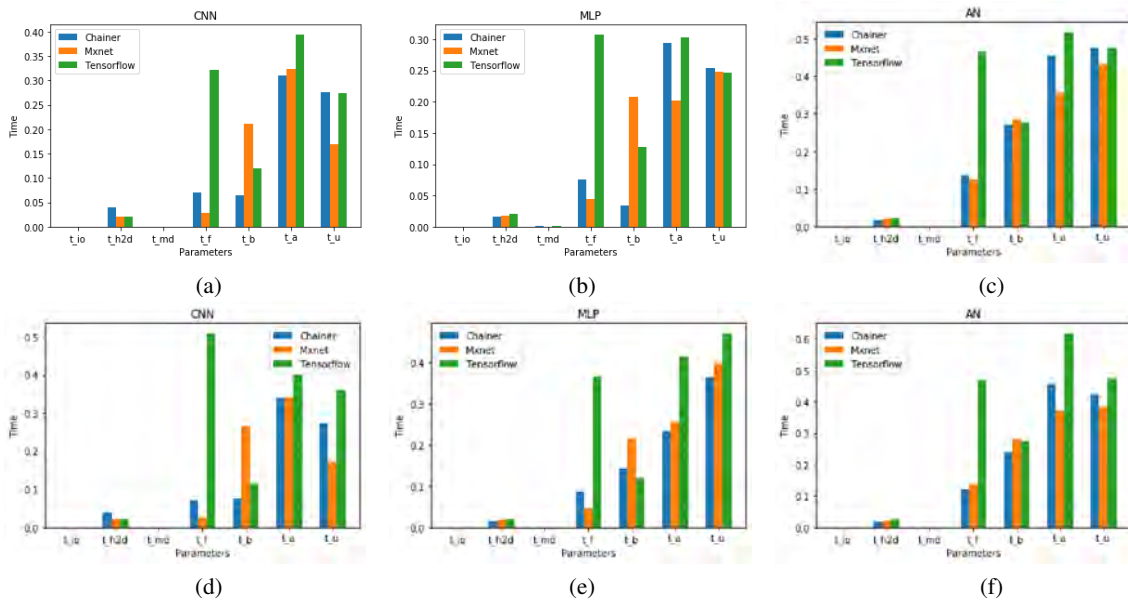 CNN
Chainer
Mxnet
Tensorflow
Time
0.40
0.35
0.30
0.25
0.20
0.15
0.10
0.05
0.00
t_io t_h2d t_md t_f t_b t_a t_u
Parameters
(a)
MLP
Chainer
Mxnet
Tensorflow
Time
0.30
0.25
0.20
0.15
0.10
0.05
0.00
t_io t_h2d t_md t_f t_b t_a t_u
Parameters
(b)
AN
Chainer
Mxnet
Tensorflow
Time
0.5
0.4
0.3
0.2
0.1
0.0
t_io t_h2d t_md t_f t_b t_a t_u
Parameters
(c)
CNN
Chainer
Mxnet
Tensorflow
Time
0.5
0.4
0.3
0.2
0.1
0.0
t_io t_h2d t_md t_f t_b t_a t_u
Parameters
(d)
MLP
Chainer
Mxnet
Tensorflow
Time
0.4
0.3
0.2
0.1
0.0
t_io t_h2d t_md t_f t_b t_a t_u
Parameters
(e)
AN
Chainer
Mxnet
Tensorflow
Time
0.6
0.5
0.4
0.3
0.2
0.1
0.0
t_io t_h2d t_md t_f t_b t_a t_u
Parameters
(f)